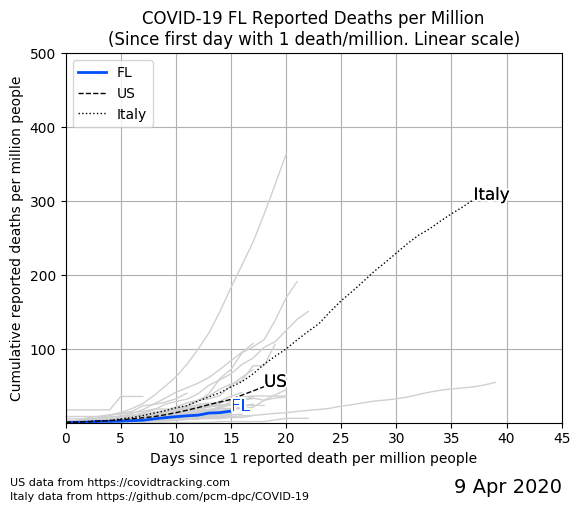 COVID-19 FL Reported Deaths per Million
(Since first day with 1 death/million. Linear scale)
Cumulative reported deaths per million people
500
400
300
200
100
FL
US
Italy
Italy
US
FL
0
5
10
15
20
25
30
35
40
45
Days since 1 reported death per million people
US data from https://covidtracking.com
Italy data from https://github.com/pcm-dpc/COVID-19
9 Apr 2020